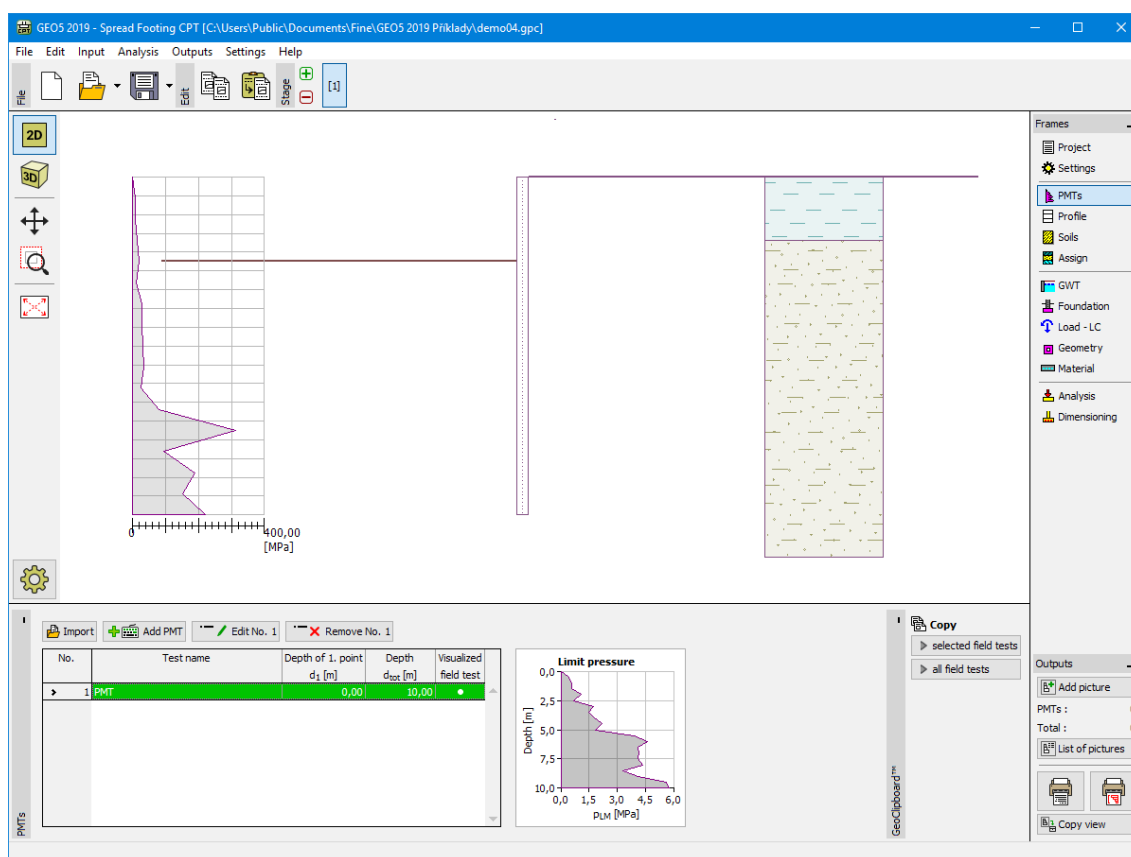 GEO5 2019 - Spread Footing CPT [C:\Users\Public\Documents\Fine\GEO5 2019 Příklady\demo04.gpc]
File Edit Input Analysis Outputs Settings Help
File
Edit
Stage
[1]
2D
3D
0
400,00
[MPa]
Frames
Project
Settings
PMTs
Profile
Soils
Assign
GWT
Foundation
Load - LC
Geometry
Material
Analysis
Dimensioning
PMTs
Import
Add PMT
Edit No. 1
Remove No. 1
No. Test name Depth of 1. point Depth Visualized
d1 [m] dtot [m] field test
1 PMT 0,00 10,00
Limit pressure
Depth [m]
0,0
2,5
5,0
7,5
10,0
0,0 1,5 3,0 4,5 6,0
pLM [MPa]
GeoClipboard™
Copy
selected field tests
all field tests
Outputs
Add picture
PMTs :
Total :
List of pictures
Copy view